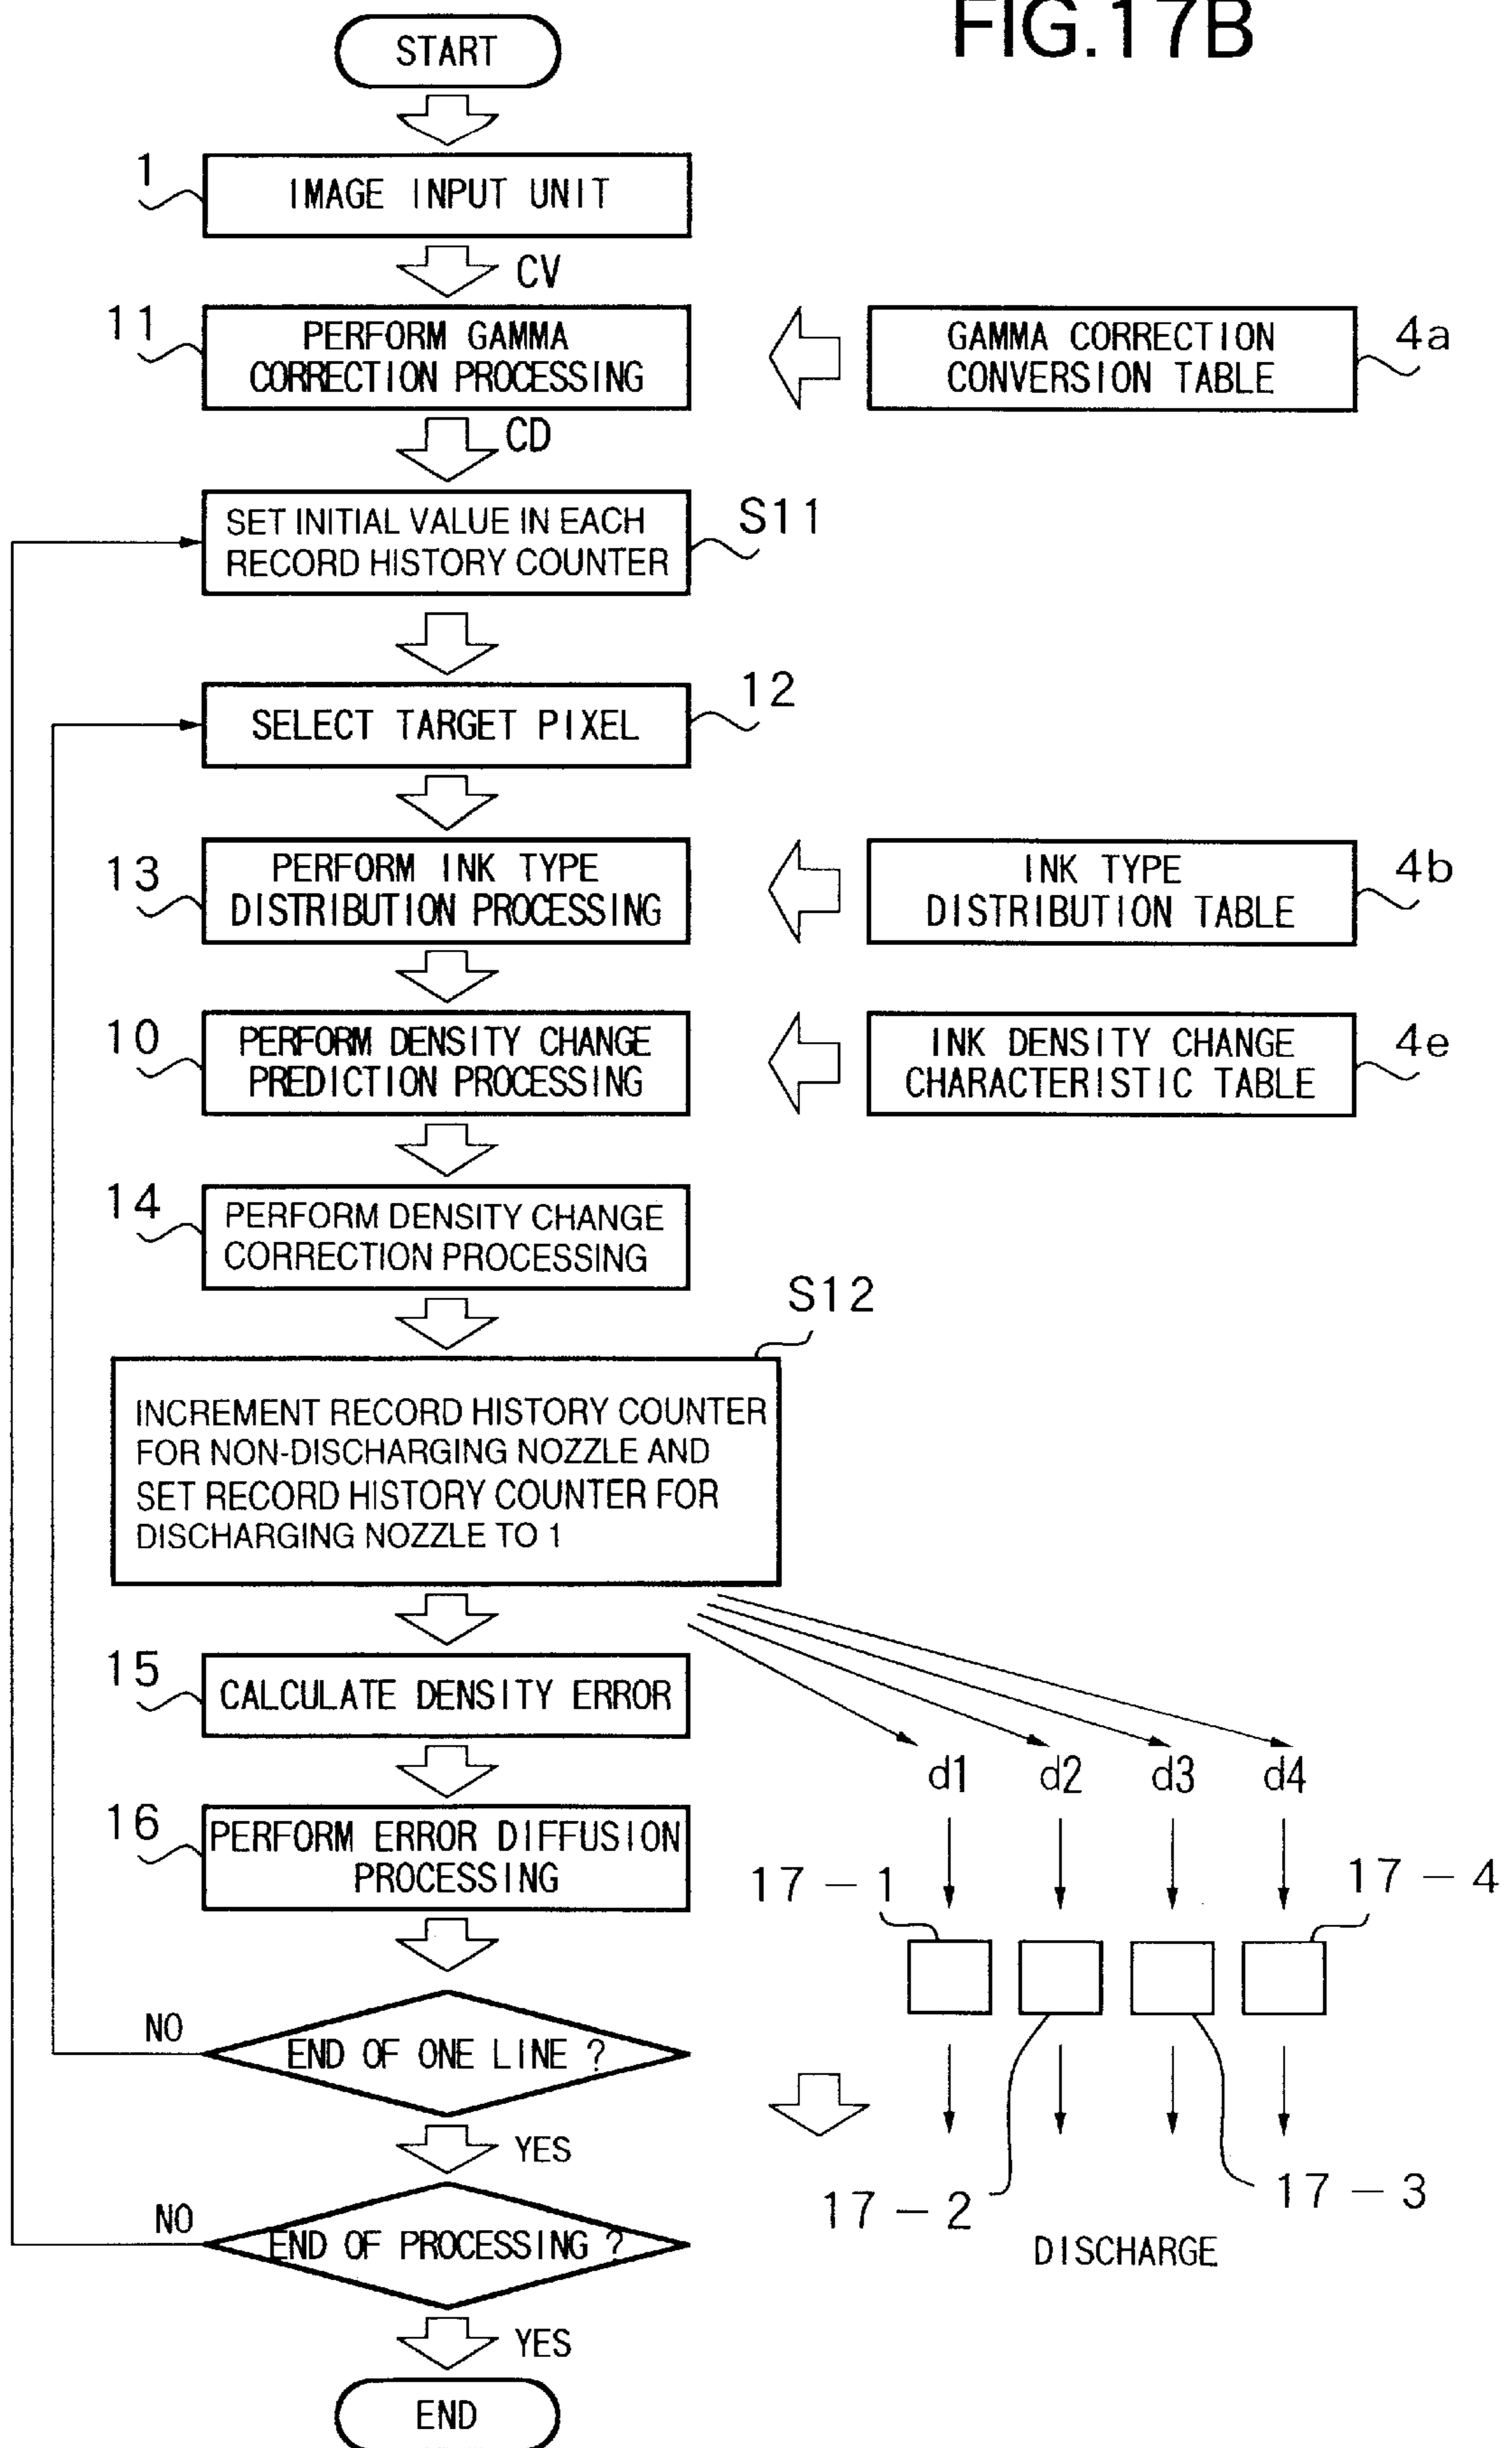 FIG.17B
START
1
IMAGE INPUT UNIT
CV
11
PERFORM GAMMA
CORRECTION PROCESSING
GAMMA CORRECTION
CONVERSION TABLE
4a
CD
SET INITIAL VALUE IN EACH
RECORD HISTORY COUNTER
S11
SELECT TARGET PIXEL
12
13
PERFORM INK TYPE
DISTRIBUTION PROCESSING
INK TYPE
DISTRIBUTION TABLE
4b
10
PERFORM DENSITY CHANGE
PREDICTION PROCESSING
INK DENSITY CHANGE
CHARACTERISTIC TABLE
4e
14
PERFORM DENSITY CHANGE
CORRECTION PROCESSING
S12
INCREMENT RECORD HISTORY COUNTER
FOR NON-DISCHARGING NOZZLE AND
SET RECORD HISTORY COUNTER FOR
DISCHARGING NOZZLE TO 1
15
CALCULATE DENSITY ERROR
d1 d2 d3 d4
16
PERFORM ERROR DIFFUSION
PROCESSING
17-1
17-4
NO
END OF ONE LINE ?
YES
17-2
17-3
NO
END OF PROCESSING ?
DISCHARGE
YES
END